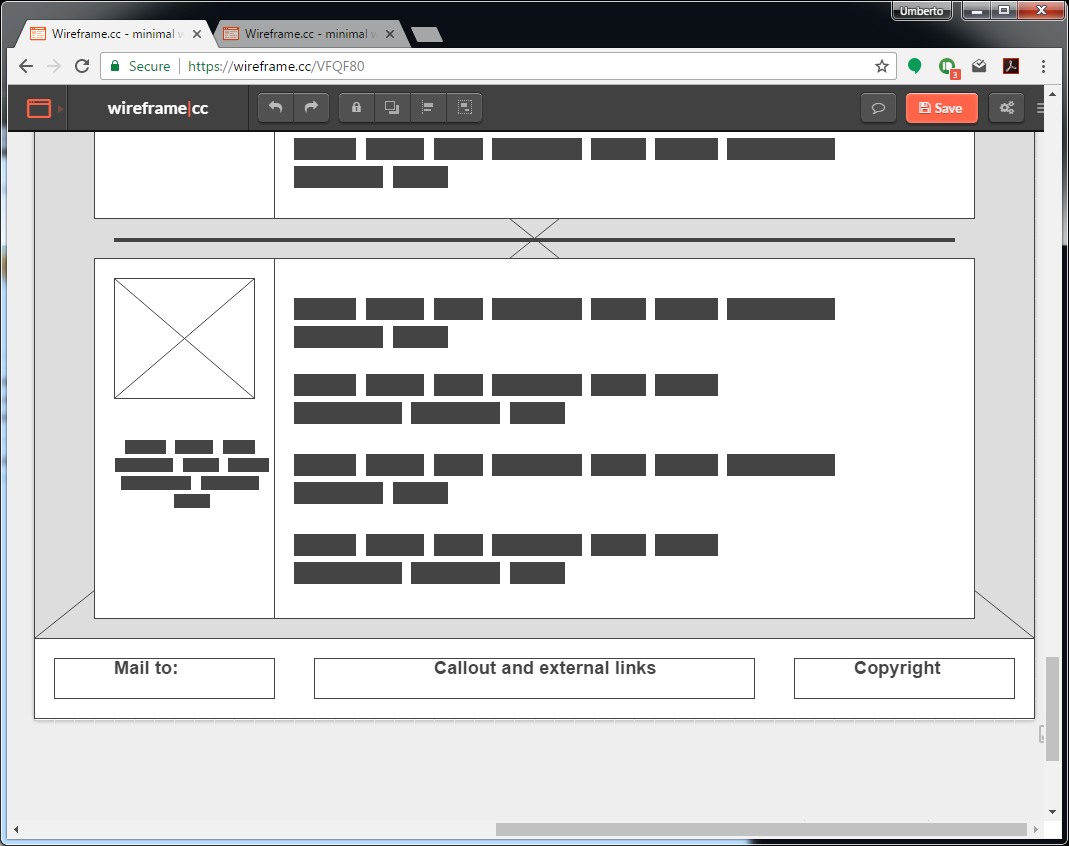 Umberto
Wireframe.cc - minimal w
Wireframe.cc - minimal w
Secure
https://wireframe.cc/VFQF80
3
wireframe|cc
Save
Mail to:
Callout and external links
Copyright